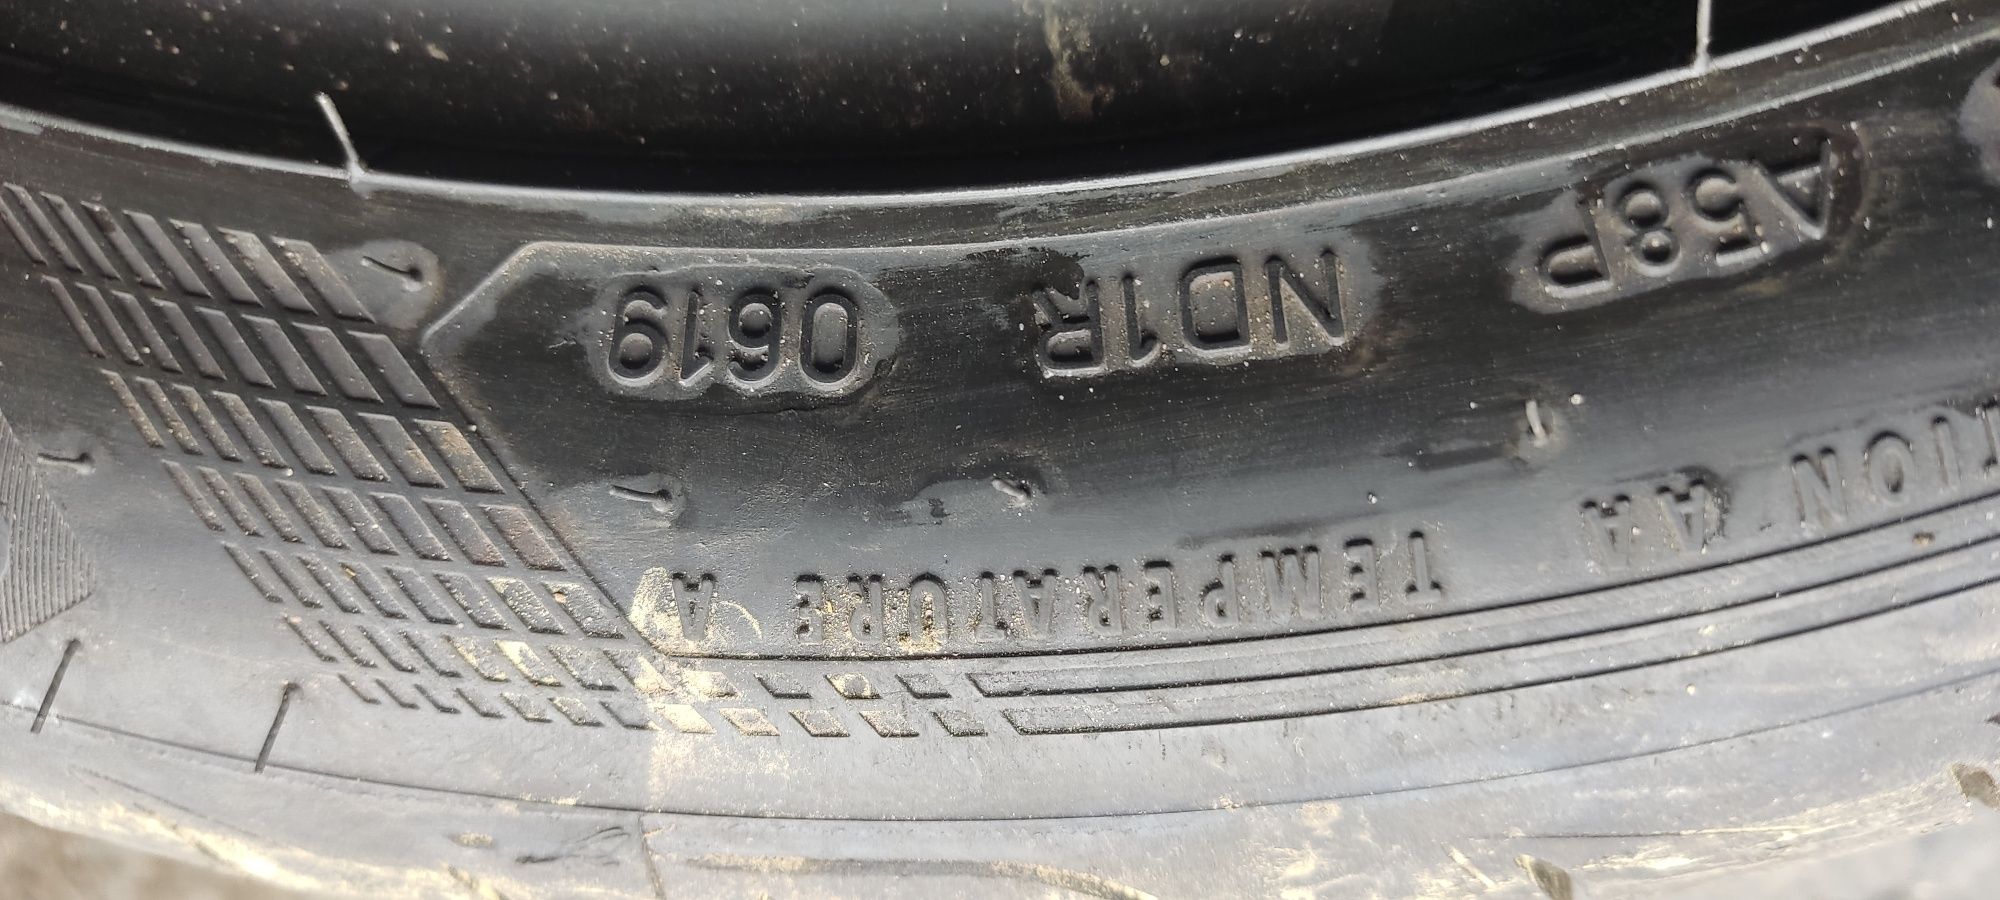 TION AA TEMPERATURE A
A58P ND1R 0619